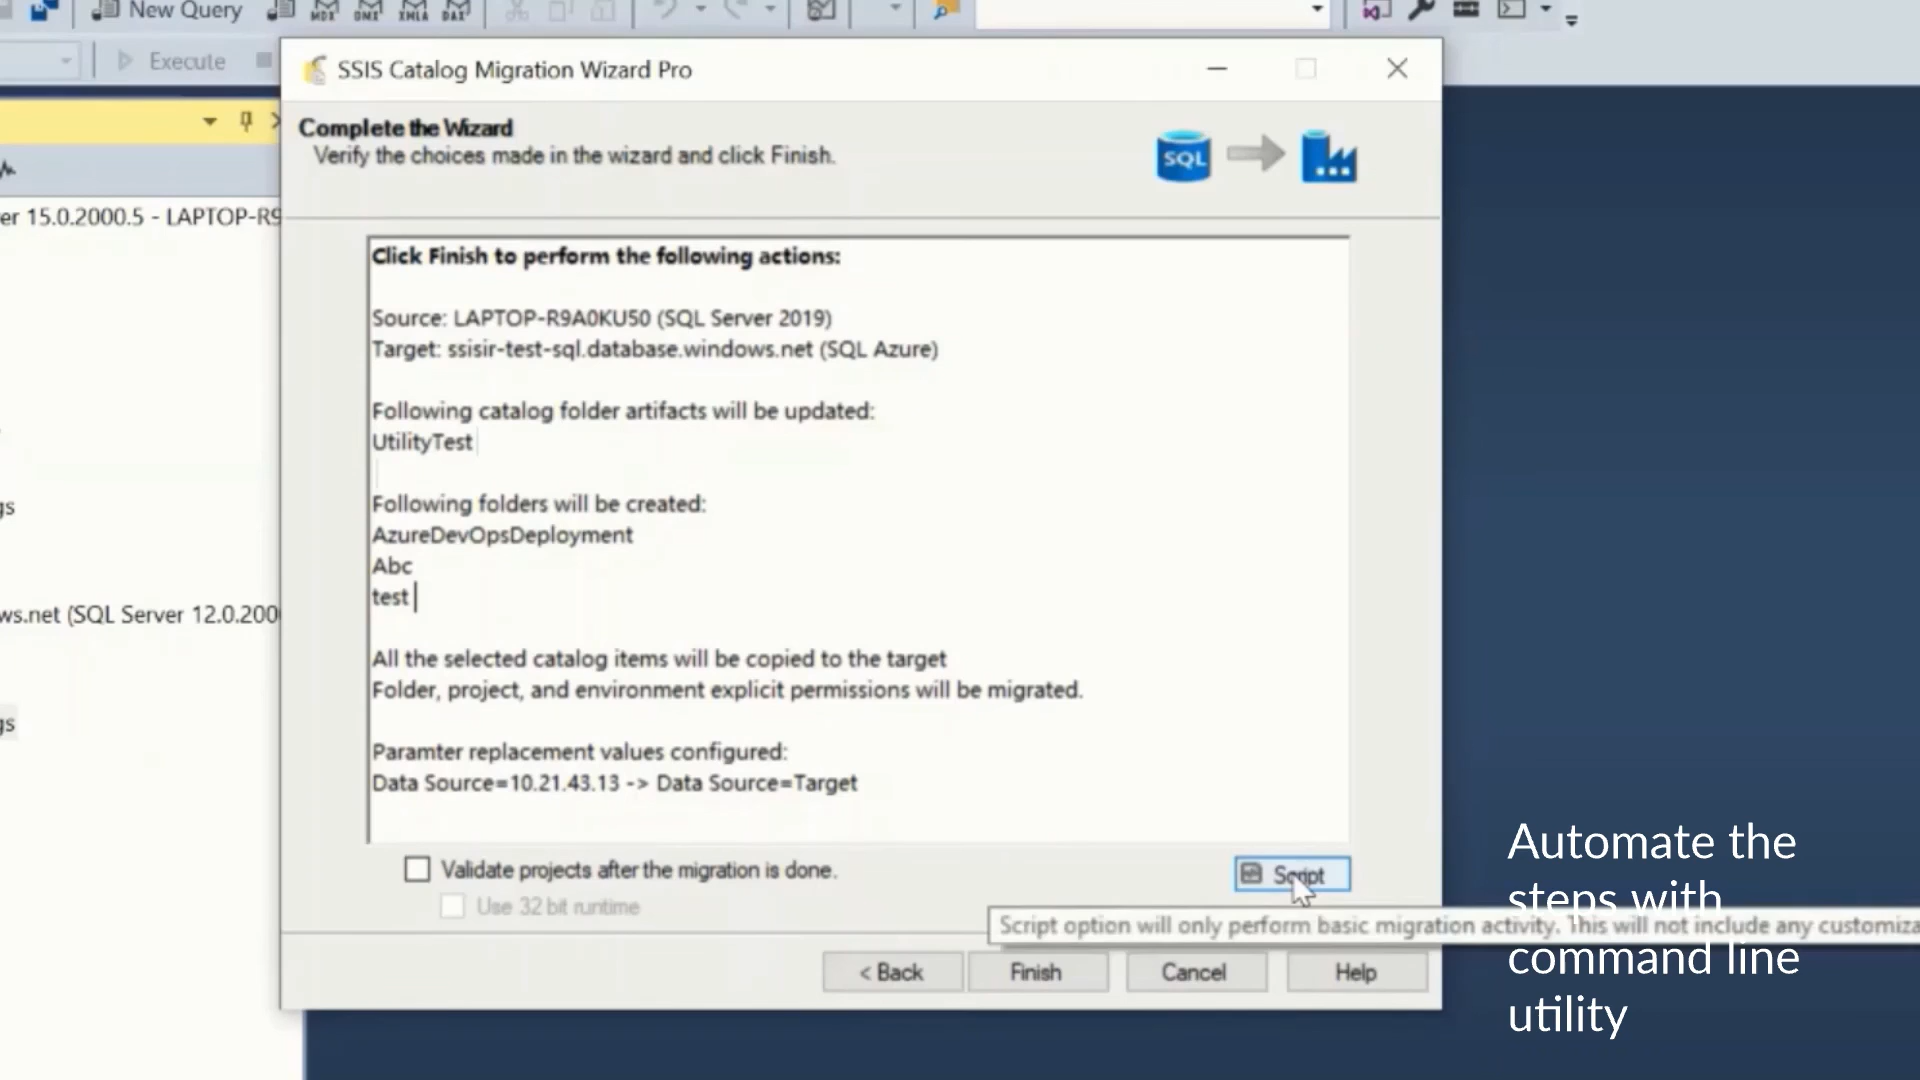 New Query
MDX DMX XMLA DAX
Execute
SSIS Catalog Migration Wizard Pro
Complete the Wizard
Verify the choices made in the wizard and click Finish.
SQL
er 15.0.2000.5 - LAPTOP-R9
Click Finish to perform the following actions:
Source: LAPTOP-R9A0KU50 (SQL Server 2019)
Target: ssisir-test-sql.database.windows.net (SQL Azure)
Following catalog folder artifacts will be updated:
UtilityTest
Following folders will be created:
gs
AzureDevOpsDeployment
Abc
test
ws.net (SQL Server 12.0.200
All the selected catalog items will be copied to the target
Folder, project, and environment explicit permissions will be migrated.
gs
Paramter replacement values configured:
Data Source=10.21.43.13 -> Data Source=Target
Validate projects after the migration is done.
Script
Use 32 bit runtime
Script option will only perform basic migration activity. This will not include any customiza
< Back Finish Cancel Help
Automate the
steps with
command line
utility